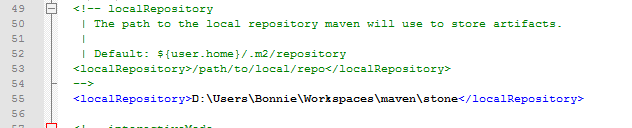 49 <!-- localRepository
50 | The path to the local repository maven will use to store artifacts.
51 |
52 | Default: ${user.home}/.m2/repository
53 <localRepository>/path/to/local/repo</localRepository>
54 -->
55 <localRepository>D:\Users\Bonnie\Workspaces\maven\stone</localRepository>
56
57 <!-- interactiveMode